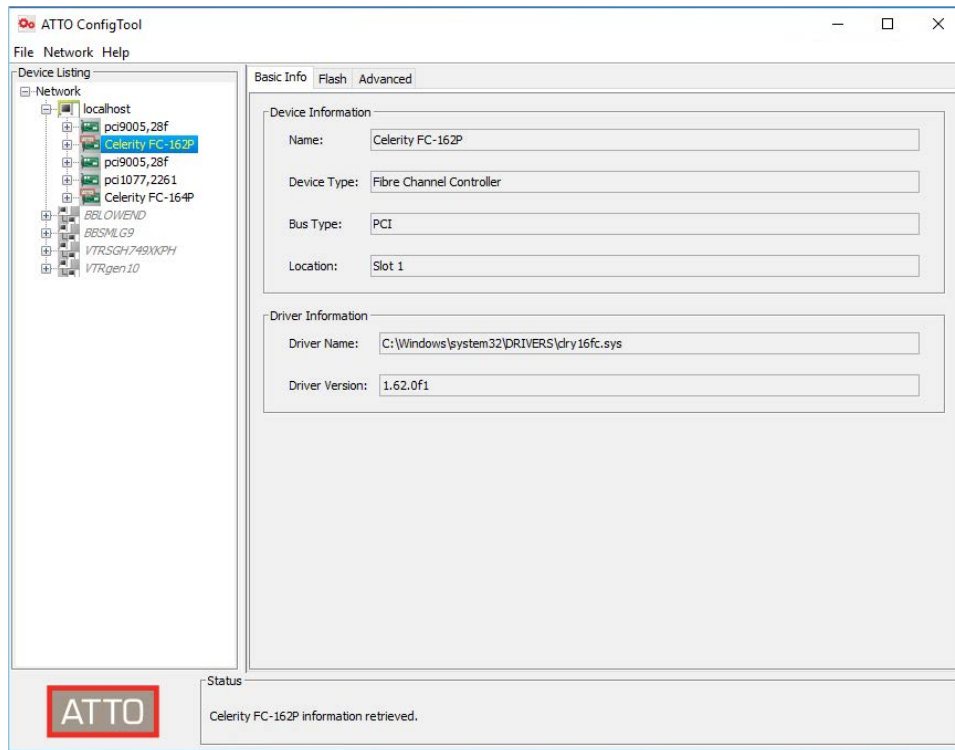 ATTO ConfigTool
File Network Help
Device Listing
Network
localhost
pci9005,28f
Celerity FC-162P
pci9005,28f
pci1077,2261
Celerity FC-164P
BBLOWEND
BBSMLG9
VTRSGH749XKPH
VTRgen10
Basic Info Flash Advanced
Device Information
Name: Celerity FC-162P
Device Type: Fibre Channel Controller
Bus Type: PCI
Location: Slot 1
Driver Information
Driver Name: C:\Windows\system32\DRIVERS\clry16fc.sys
Driver Version: 1.62.0f1
ATTO
Status
Celerity FC-162P information retrieved.